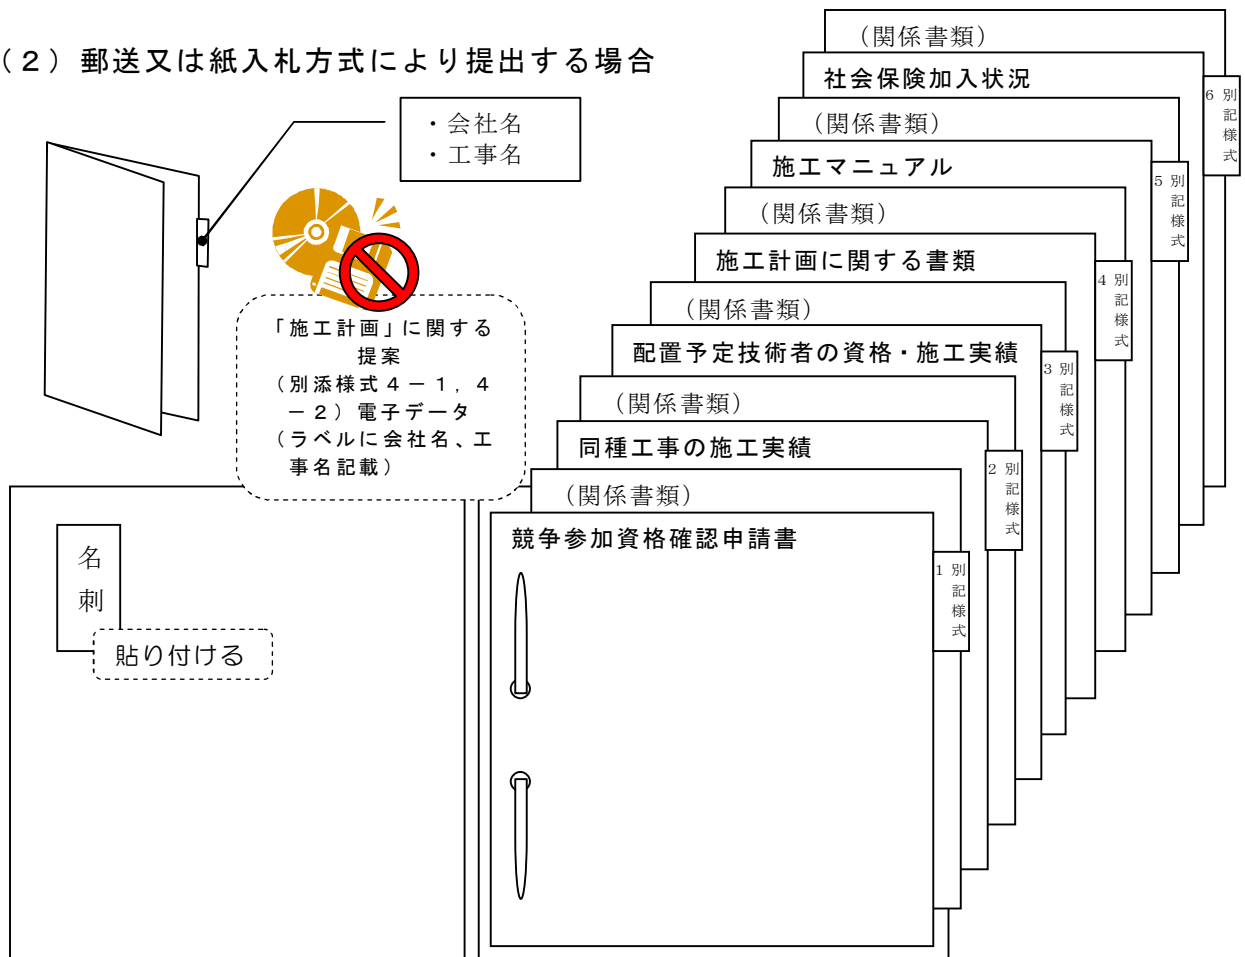 （２）郵送又は紙入札方式により提出する場合
・会社名
・工事名
「施工計画」に関する
提案
（別添様式４－１，４
－２）電子データ
（ラベルに会社名、工
事名記載）
名
刺
貼り付ける
（関係書類）
社会保険加入状況
別記様式6
（関係書類）
施工マニュアル
別記様式5
（関係書類）
施工計画に関する書類
別記様式4
（関係書類）
配置予定技術者の資格・施工実績
別記様式3
（関係書類）
同種工事の施工実績
別記様式2
（関係書類）
競争参加資格確認申請書
別記様式1